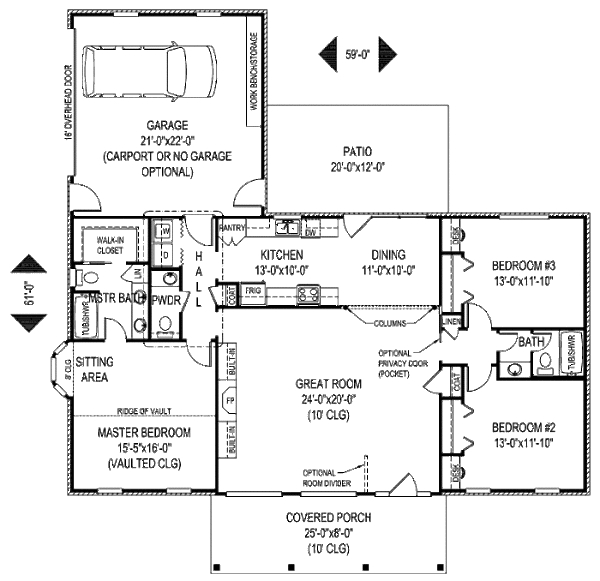 59'-0"
16' OVERHEAD DOOR
WORK BENCH/STORAGE
GARAGE
21'-0"x22'-0"
(CARPORT OR NO GARAGE
OPTIONAL)
PATIO
20'-0"x12'-0"
61'-0"
WALK-IN
CLOSET
W
D
HALL
PANTRY
DW
KITCHEN
13'-0"x10'-0"
DINING
11'-0"x10'-0"
DESK
BEDROOM #3
13'-0"x11'-10"
LIN
MSTR BATH
PWDR
TUB/SHWR
COAT
FRIG
COLUMNS
LINEN
OPTIONAL
PRIVACY DOOR
(POCKET)
BATH
TUB/SHWR
8' CLG
SITTING
AREA
BUILT-IN
FP
BUILT-IN
GREAT ROOM
24'-0"x20'-0"
(10' CLG)
COAT
RIDGE OF VAULT
MASTER BEDROOM
15'-5"x16'-0"
(VAULTED CLG)
BEDROOM #2
13'-0"x11'-10"
DESK
OPTIONAL
ROOM DIVIDER
COVERED PORCH
25'-0"x8'-0"
(10' CLG)